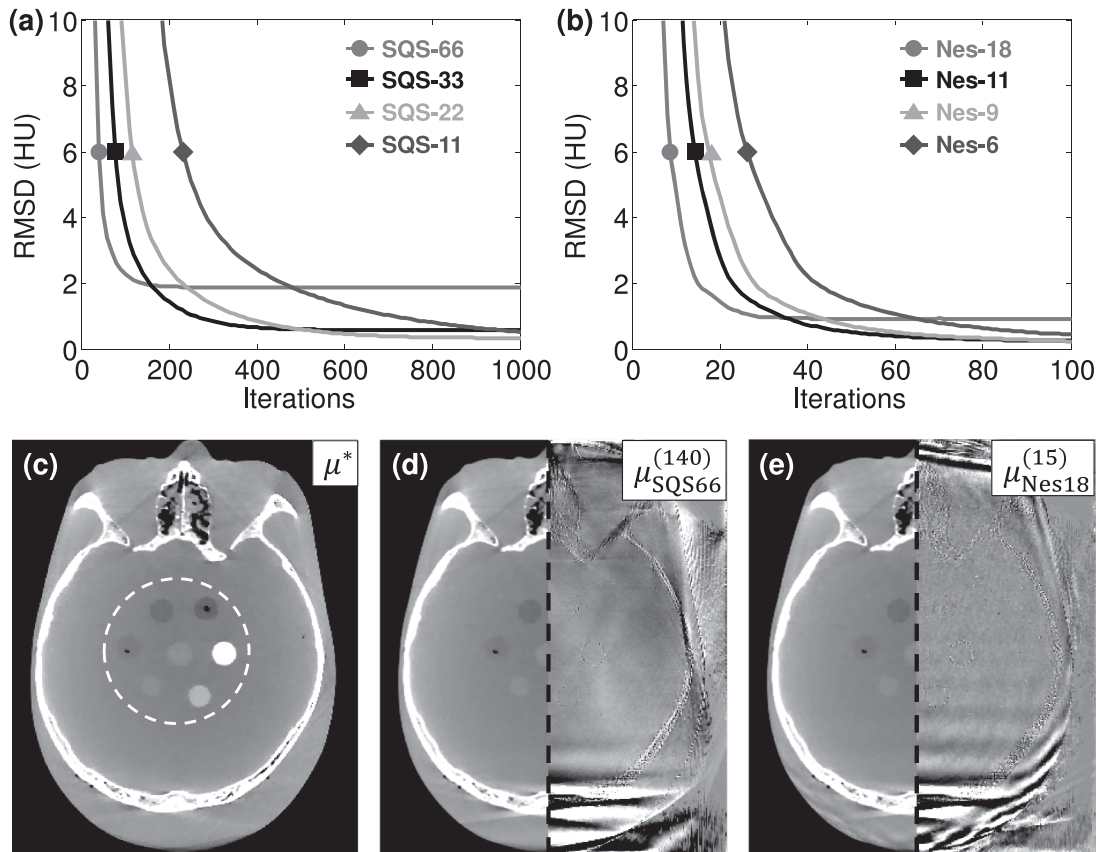 (a)
10
8
6
4
2
0
RMSD (HU)
SQS-66
SQS-33
SQS-22
SQS-11
0 200 400 600 800 1000
Iterations
(b)
10
8
6
4
2
0
RMSD (HU)
Nes-18
Nes-11
Nes-9
Nes-6
0 20 40 60 80 100
Iterations
(c)
μ*
(d)
μ_SQS66^(140)
(e)
μ_Nes18^(15)